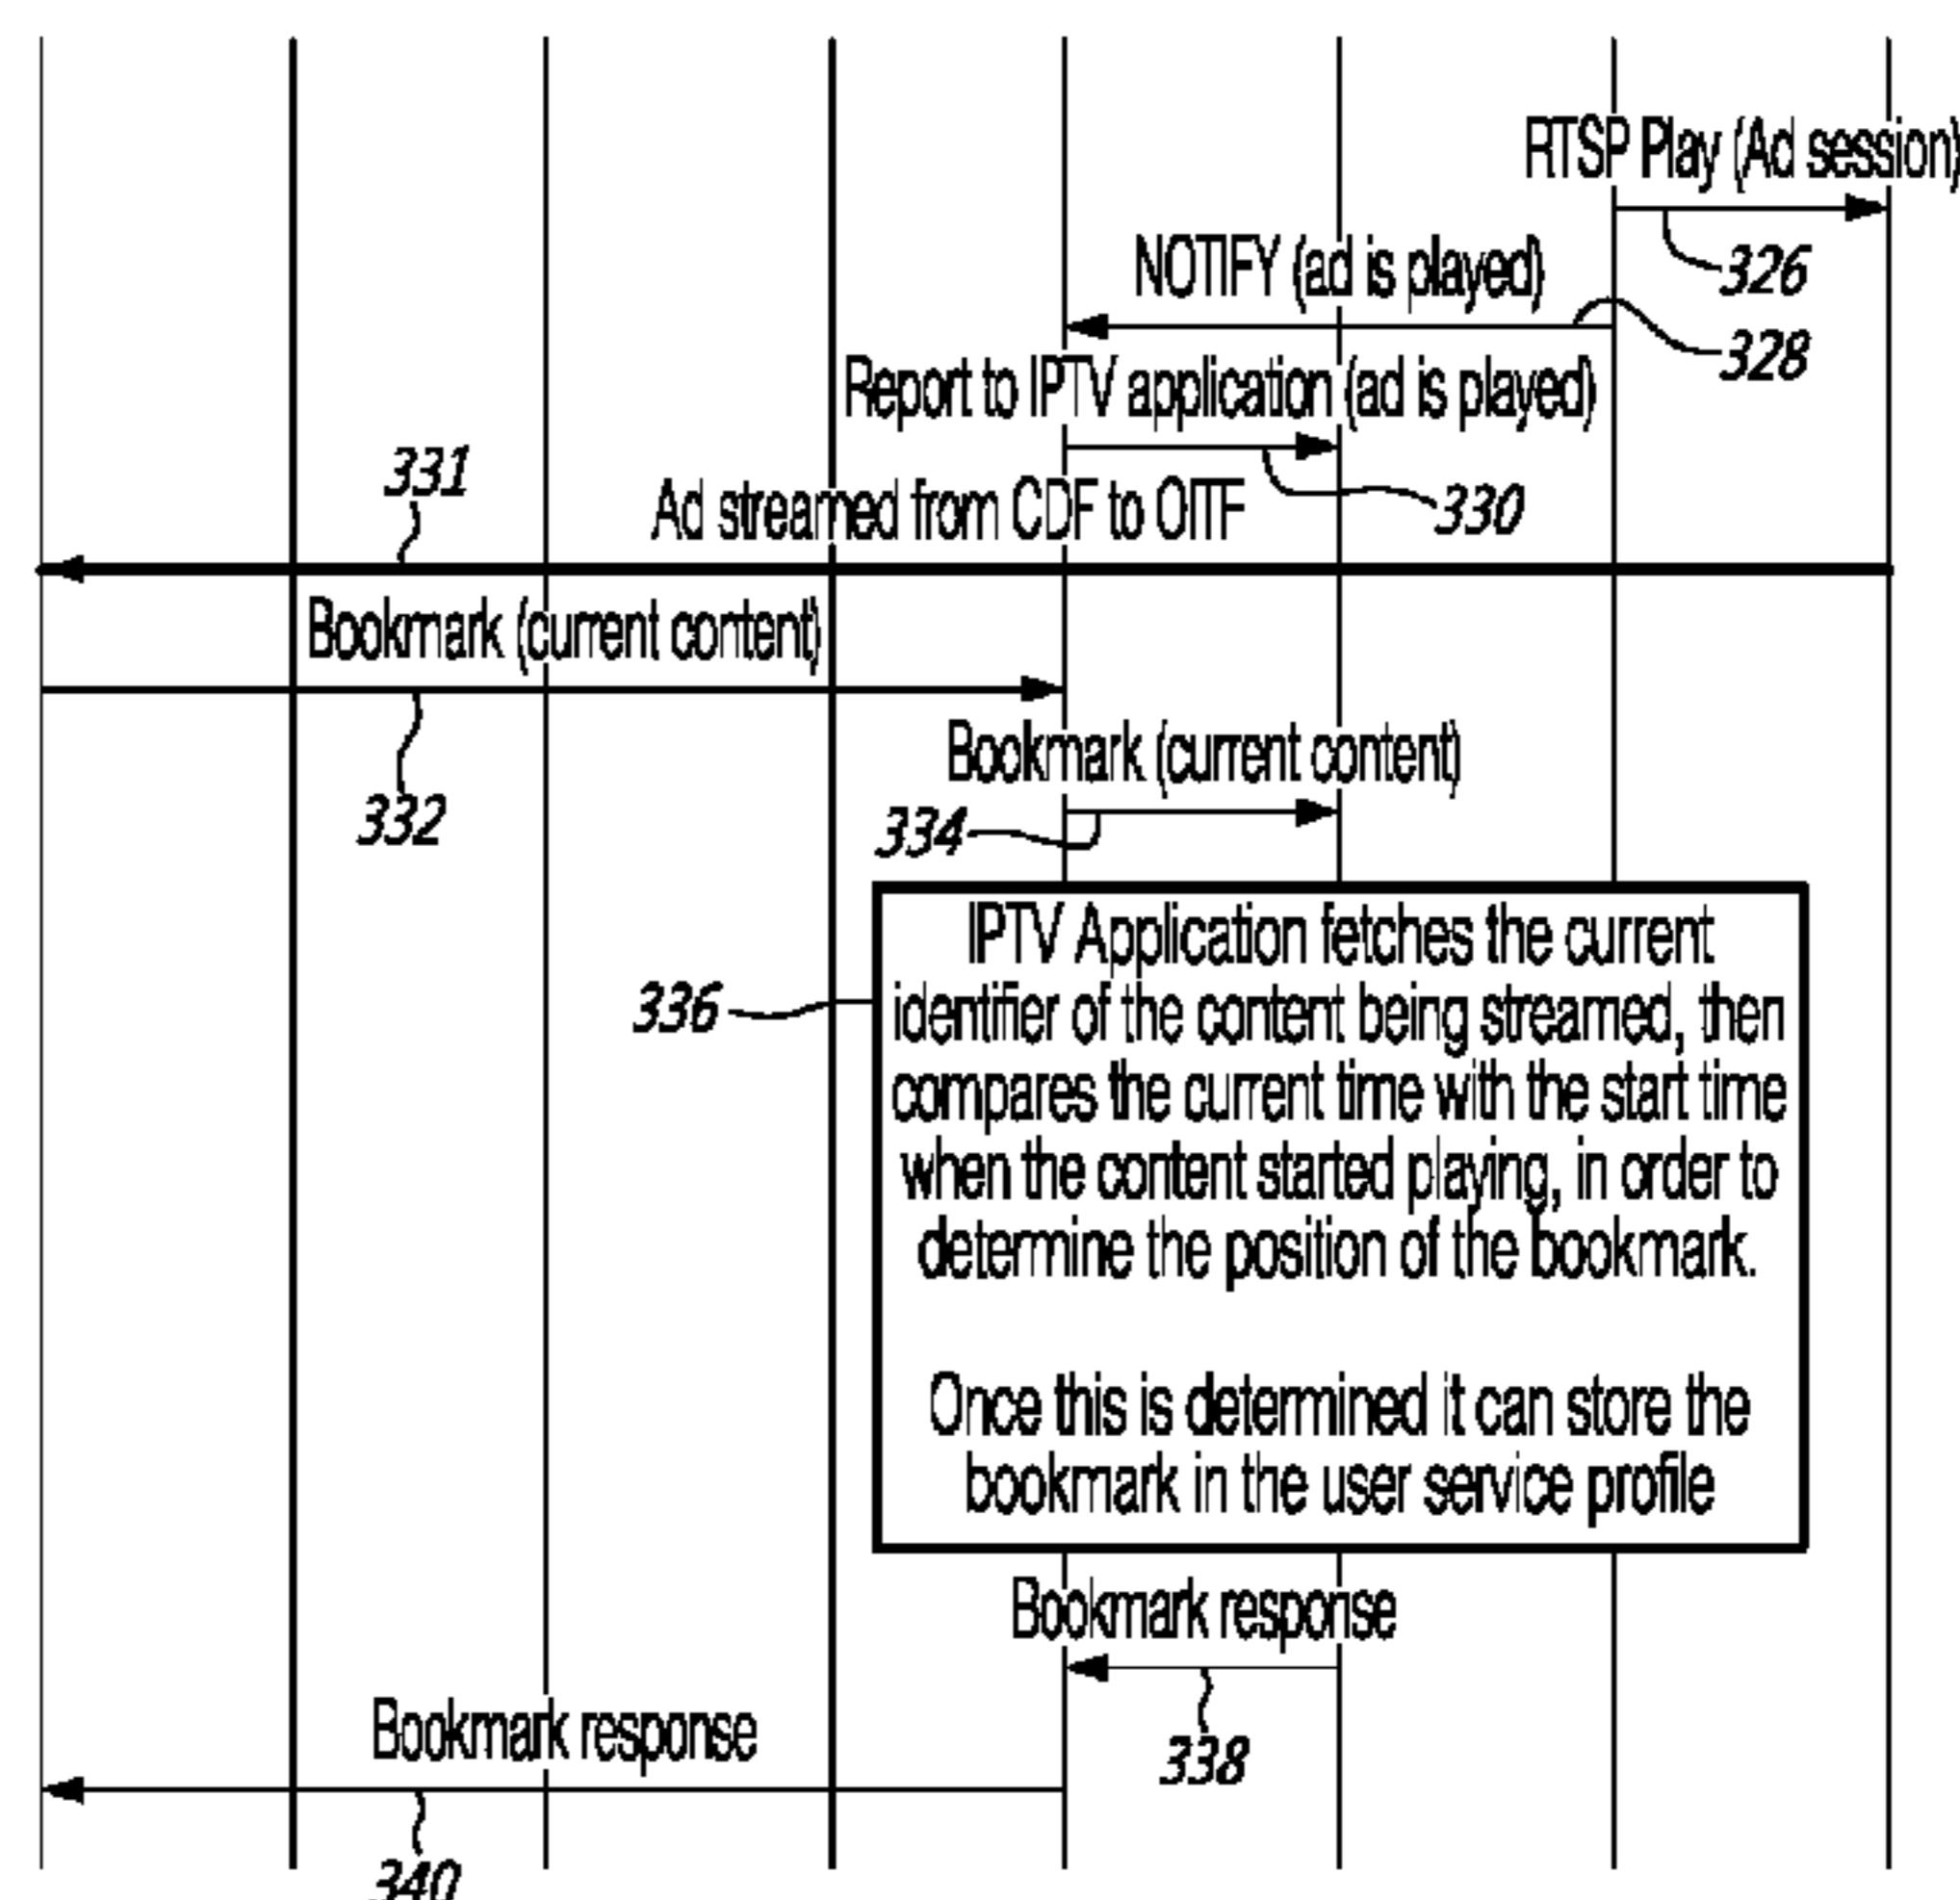 RTSP Play (Ad session)
326
NOTIFY (ad is played)
328
Report to IPTV application (ad is played)
330
331
Ad streamed from CDF to OITF
Bookmark (current content)
332
Bookmark (current content)
334
IPTV Application fetches the current
identifier of the content being streamed, then
compares the current time with the start time
when the content started playing, in order to
determine the position of the bookmark.
Once this is determined it can store the
bookmark in the user service profile
336
Bookmark response
338
Bookmark response
340